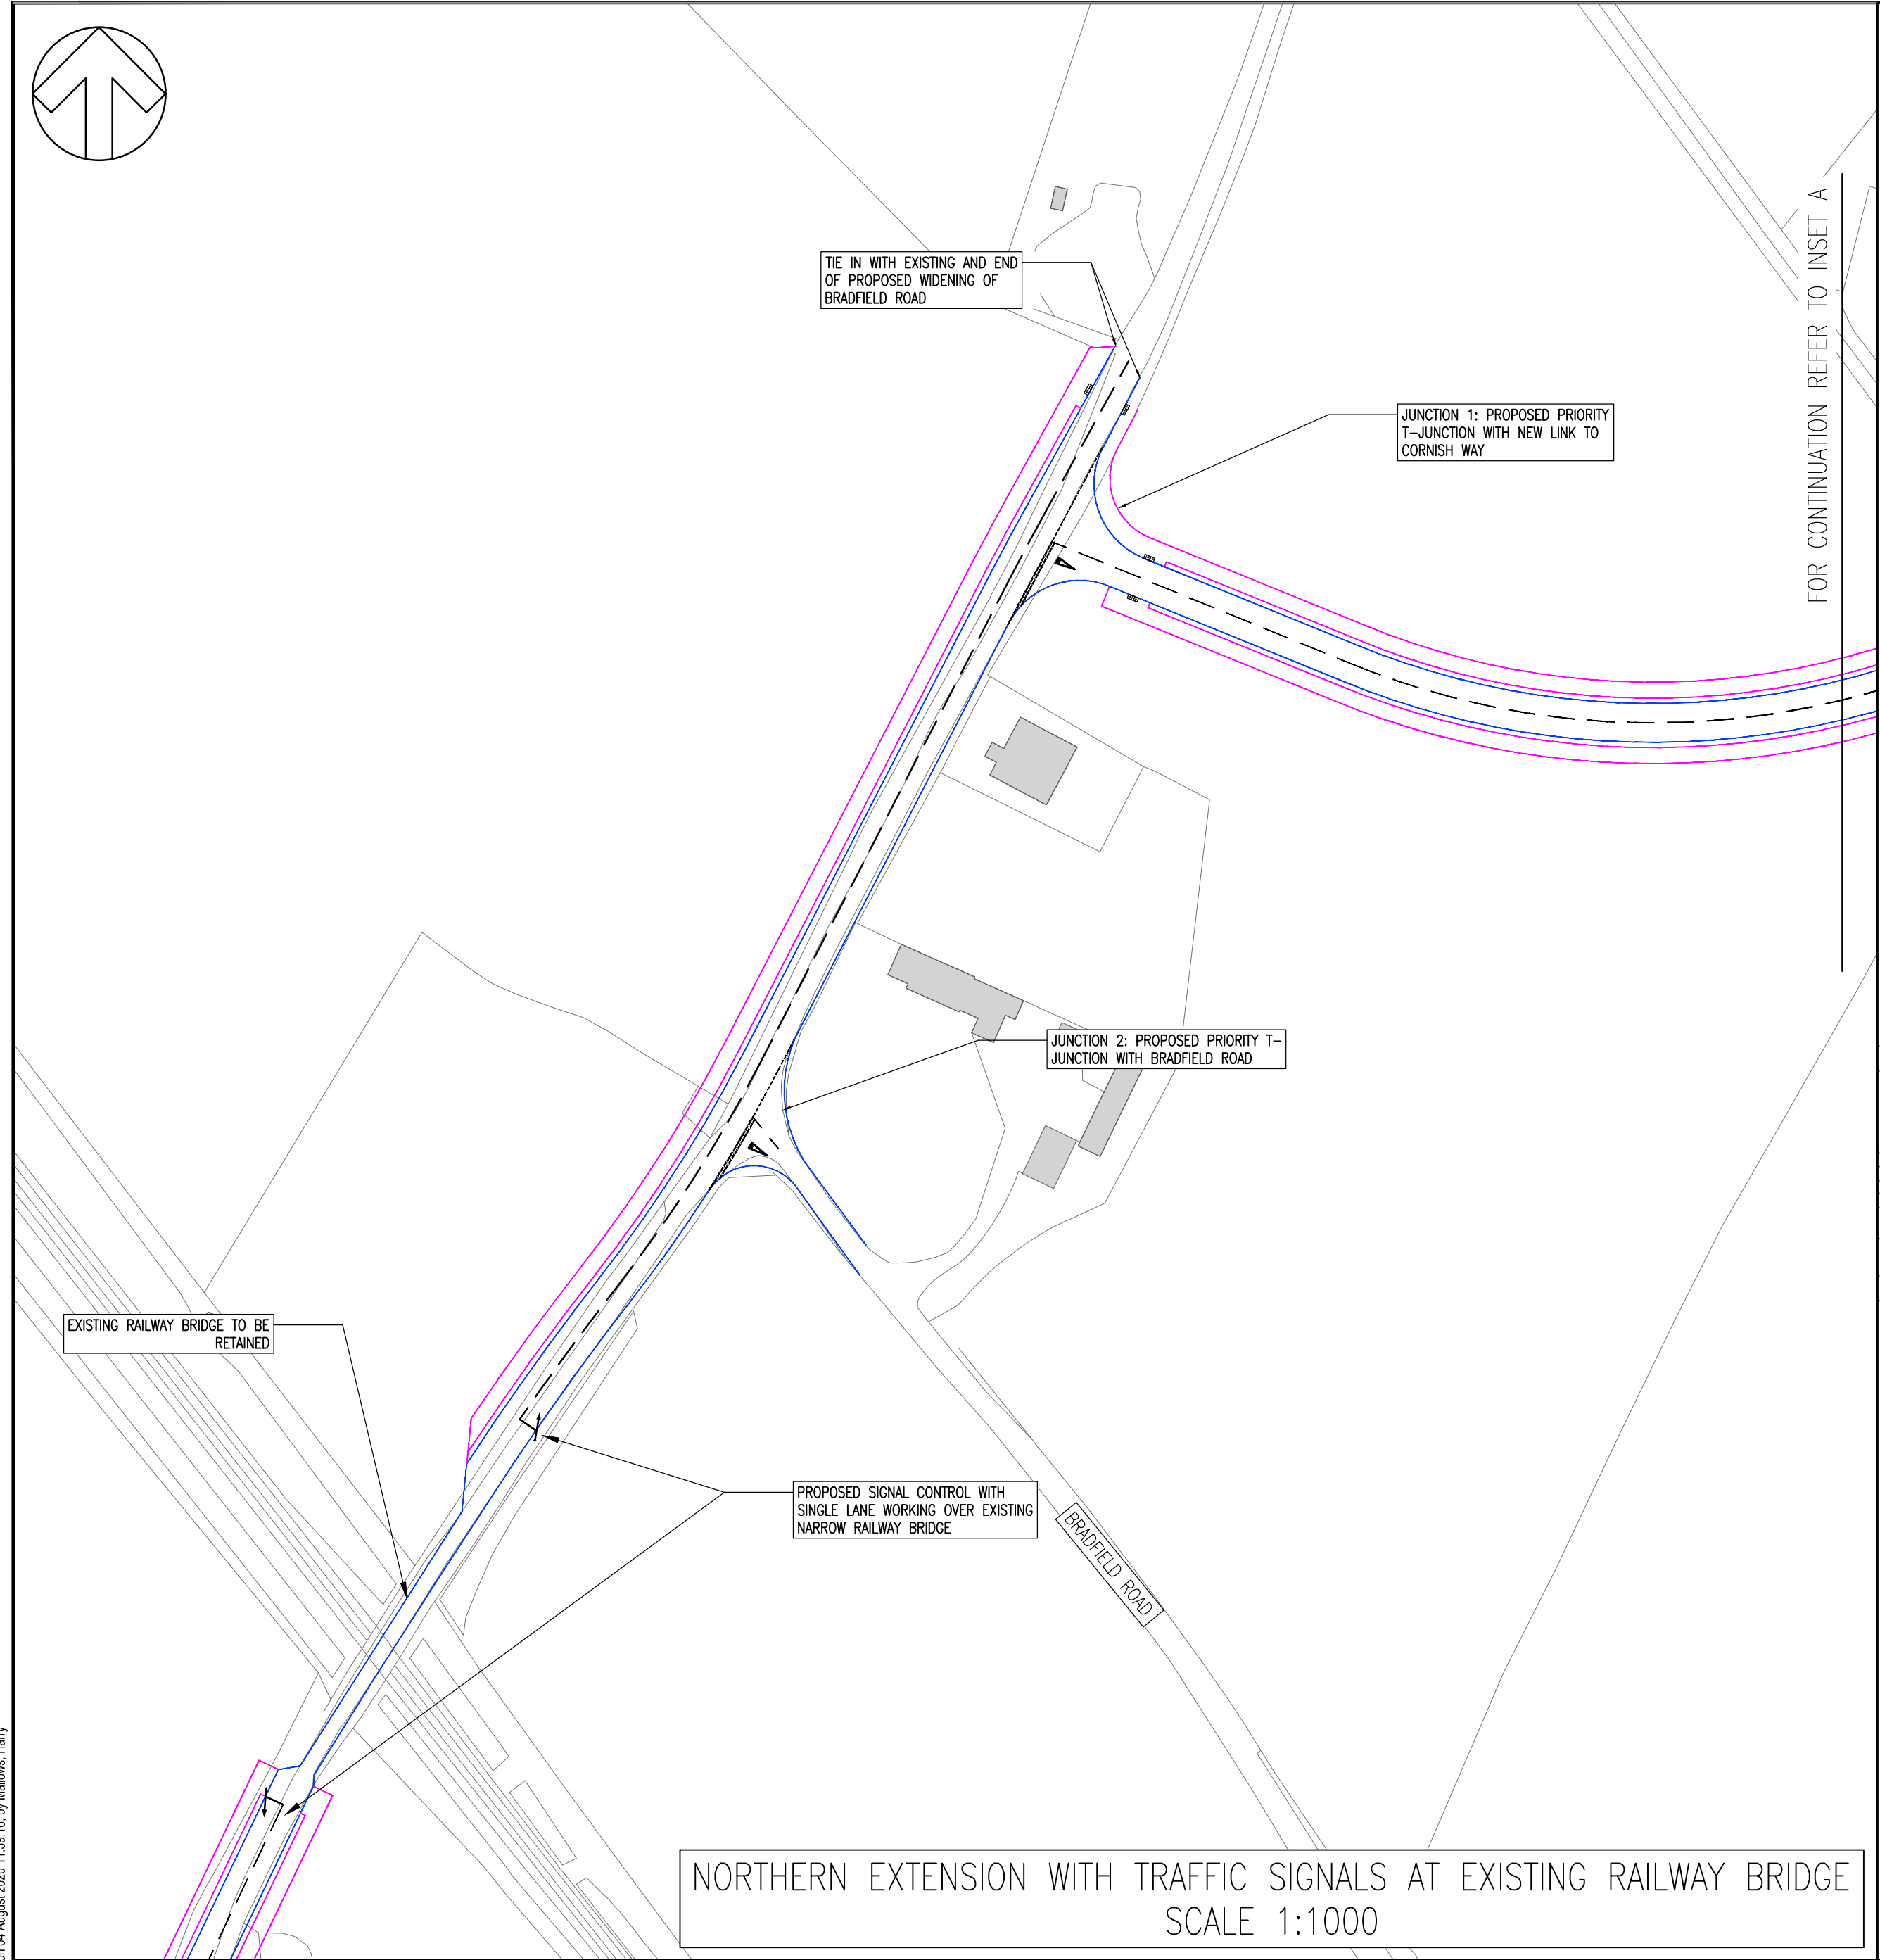 TIE IN WITH EXISTING AND END
OF PROPOSED WIDENING OF
BRADFIELD ROAD
JUNCTION 1: PROPOSED PRIORITY
T-JUNCTION WITH NEW LINK TO
CORNISH WAY
FOR CONTINUATION REFER TO INSET A
JUNCTION 2: PROPOSED PRIORITY T-
JUNCTION WITH BRADFIELD ROAD
EXISTING RAILWAY BRIDGE TO BE
RETAINED
PROPOSED SIGNAL CONTROL WITH
SINGLE LANE WORKING OVER EXISTING
NARROW RAILWAY BRIDGE
BRADFIELD ROAD
NORTHERN EXTENSION WITH TRAFFIC SIGNALS AT EXISTING RAILWAY BRIDGE
SCALE 1:1000